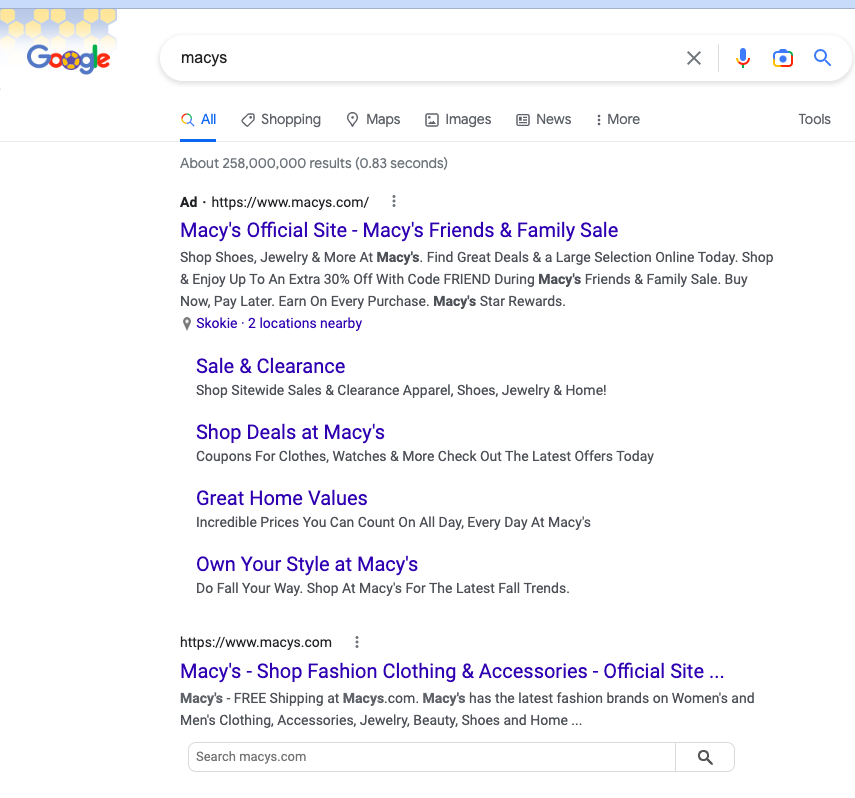 Google
macys
All
Shopping
Maps
Images
News
More
Tools
About 258,000,000 results (0.83 seconds)
Ad · https://www.macys.com/
Macy's Official Site - Macy's Friends & Family Sale
Shop Shoes, Jewelry & More At Macy's. Find Great Deals & a Large Selection Online Today. Shop
& Enjoy Up To An Extra 30% Off With Code FRIEND During Macy's Friends & Family Sale. Buy
Now, Pay Later. Earn On Every Purchase. Macy's Star Rewards.
Skokie · 2 locations nearby
Sale & Clearance
Shop Sitewide Sales & Clearance Apparel, Shoes, Jewelry & Home!
Shop Deals at Macy's
Coupons For Clothes, Watches & More Check Out The Latest Offers Today
Great Home Values
Incredible Prices You Can Count On All Day, Every Day At Macy's
Own Your Style at Macy's
Do Fall Your Way. Shop At Macy's For The Latest Fall Trends.
https://www.macys.com
Macy's - Shop Fashion Clothing & Accessories - Official Site ...
Macy's - FREE Shipping at Macys.com. Macy's has the latest fashion brands on Women's and
Men's Clothing, Accessories, Jewelry, Beauty, Shoes and Home ...
Search macys.com